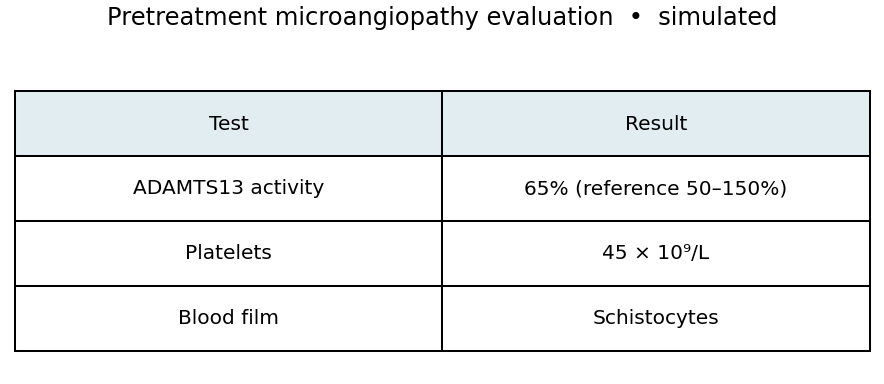 Pretreatment microangiopathy evaluation • simulated
Test Result
ADAMTS13 activity 65% (reference 50–150%)
Platelets 45 × 10⁹/L
Blood film Schistocytes